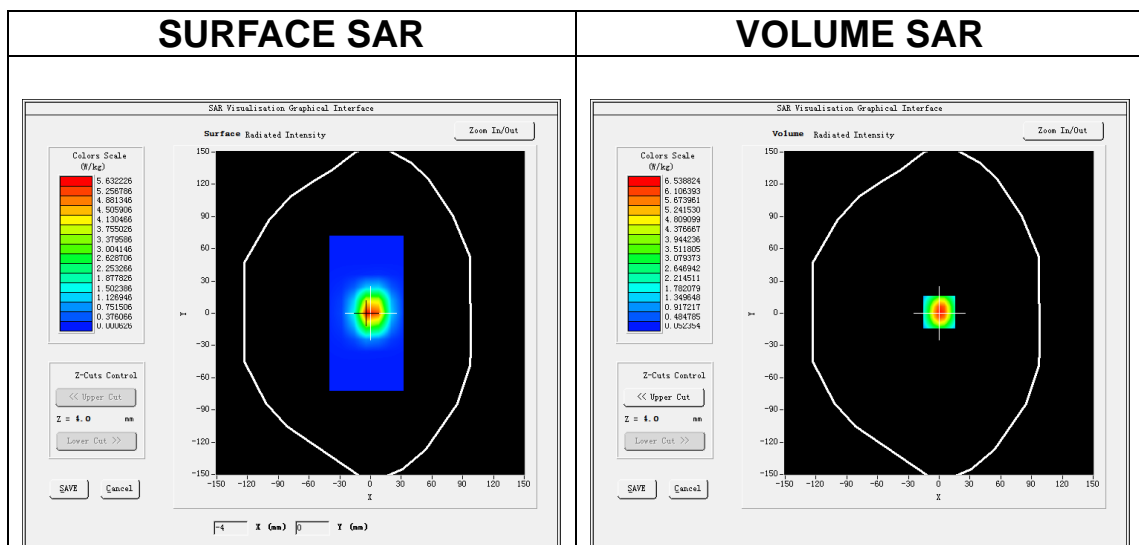 SURFACE SAR
VOLUME SAR
SAR Visualisation Graphical Interface
Surface Radiated Intensity
Zoom In/Out
Colors Scale
(W/kg)
5.632226
5.256786
4.881346
4.505906
4.130466
3.755026
3.379586
3.004146
2.628706
2.253266
1.877826
1.502386
1.126946
0.751506
0.376066
0.000626
Z-Cuts Control
<< Upper Cut
Z = 4.0 mm
Lower Cut >>
SAVE Cancel
150
120
90
60
30
0
-30
-60
-90
-120
-150
Y
-150 -120 -90 -60 -30 0 30 60 90 120 150
X
-4 X (mm) 0 Y (mm)
SAR Visualisation Graphical Interface
Volume Radiated Intensity
Zoom In/Out
Colors Scale
(W/kg)
6.538824
6.106393
5.673961
5.241530
4.809099
4.376667
3.944236
3.511805
3.079373
2.646942
2.214511
1.782079
1.349648
0.917217
0.484785
0.052354
Z-Cuts Control
<< Upper Cut
Z = 4.0 mm
Lower Cut >>
SAVE Cancel
150
120
90
60
30
0
-30
-60
-90
-120
-150
Y
-150 -120 -90 -60 -30 0 30 60 90 120 150
X